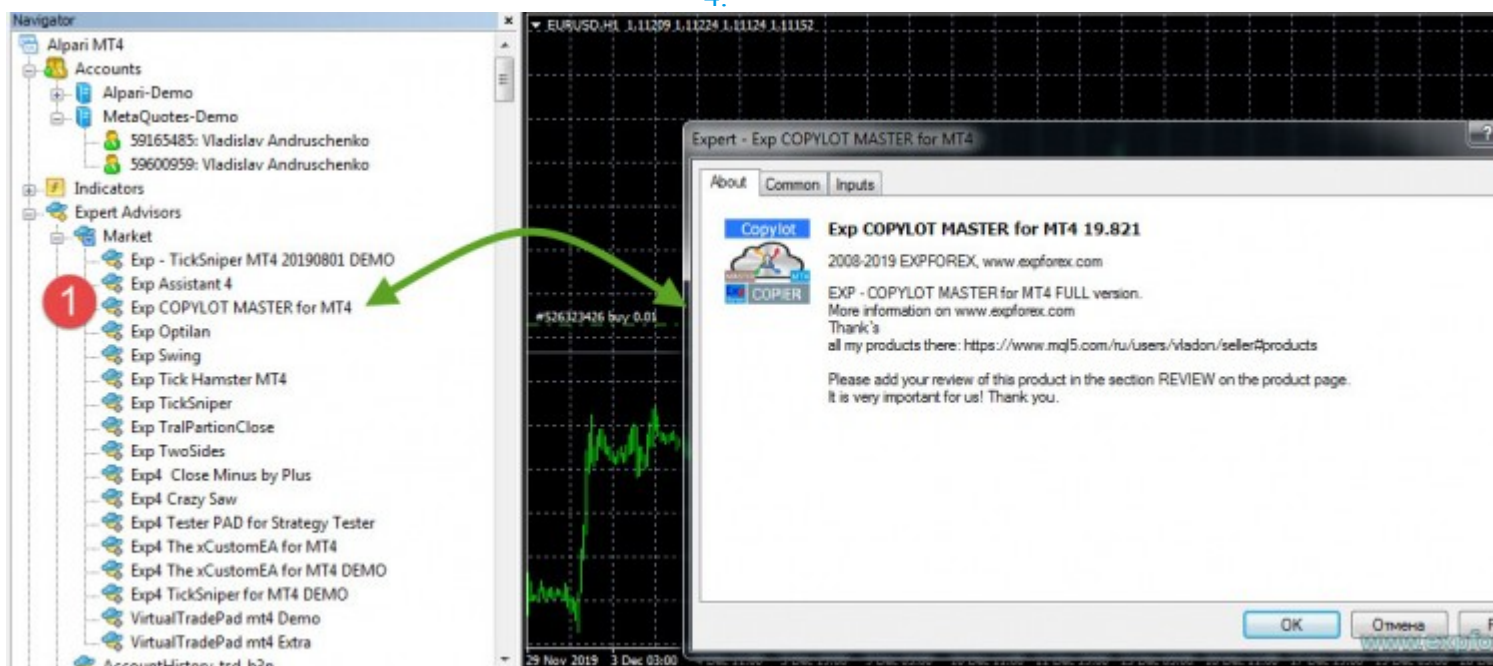 4.
Navigator
Alpari MT4
Accounts
Alpari-Demo
MetaQuotes-Demo
59165485: Vladislav Andruschenko
59600959: Vladislav Andruschenko
Indicators
Expert Advisors
Market
Exp - TickSniper MT4 20190801 DEMO
Exp Assistant 4
1
Exp COPYLOT MASTER for MT4
Exp Optilan
Exp Swing
Exp Tick Hamster MT4
Exp TickSniper
Exp TralPartionClose
Exp TwoSides
Exp4 Close Minus by Plus
Exp4 Crazy Saw
Exp4 Tester PAD for Strategy Tester
Exp4 The xCustomEA for MT4
Exp4 The xCustomEA for MT4 DEMO
Exp4 TickSniper for MT4 DEMO
VirtualTradePad mt4 Demo
VirtualTradePad mt4 Extra
EURUSD,H1 1.11209 1.11224 1.11124 1.11152
#526323426 buy 0.01
29 Nov 2019 3 Dec 03:00
Expert - Exp COPYLOT MASTER for MT4
?
About Common Inputs
Copylot
MT4
COPIER
Exp COPYLOT MASTER for MT4 19.821
2008-2019 EXPFOREX, www.expforex.com
EXP - COPYLOT MASTER for MT4 FULL version.
More information on www.expforex.com
Thank's
all my products there: https://www.mql5.com/ru/users/vladon/seller#products
Please add your review of this product in the section REVIEW on the product page.
It is very important for us! Thank you.
OK Отмена